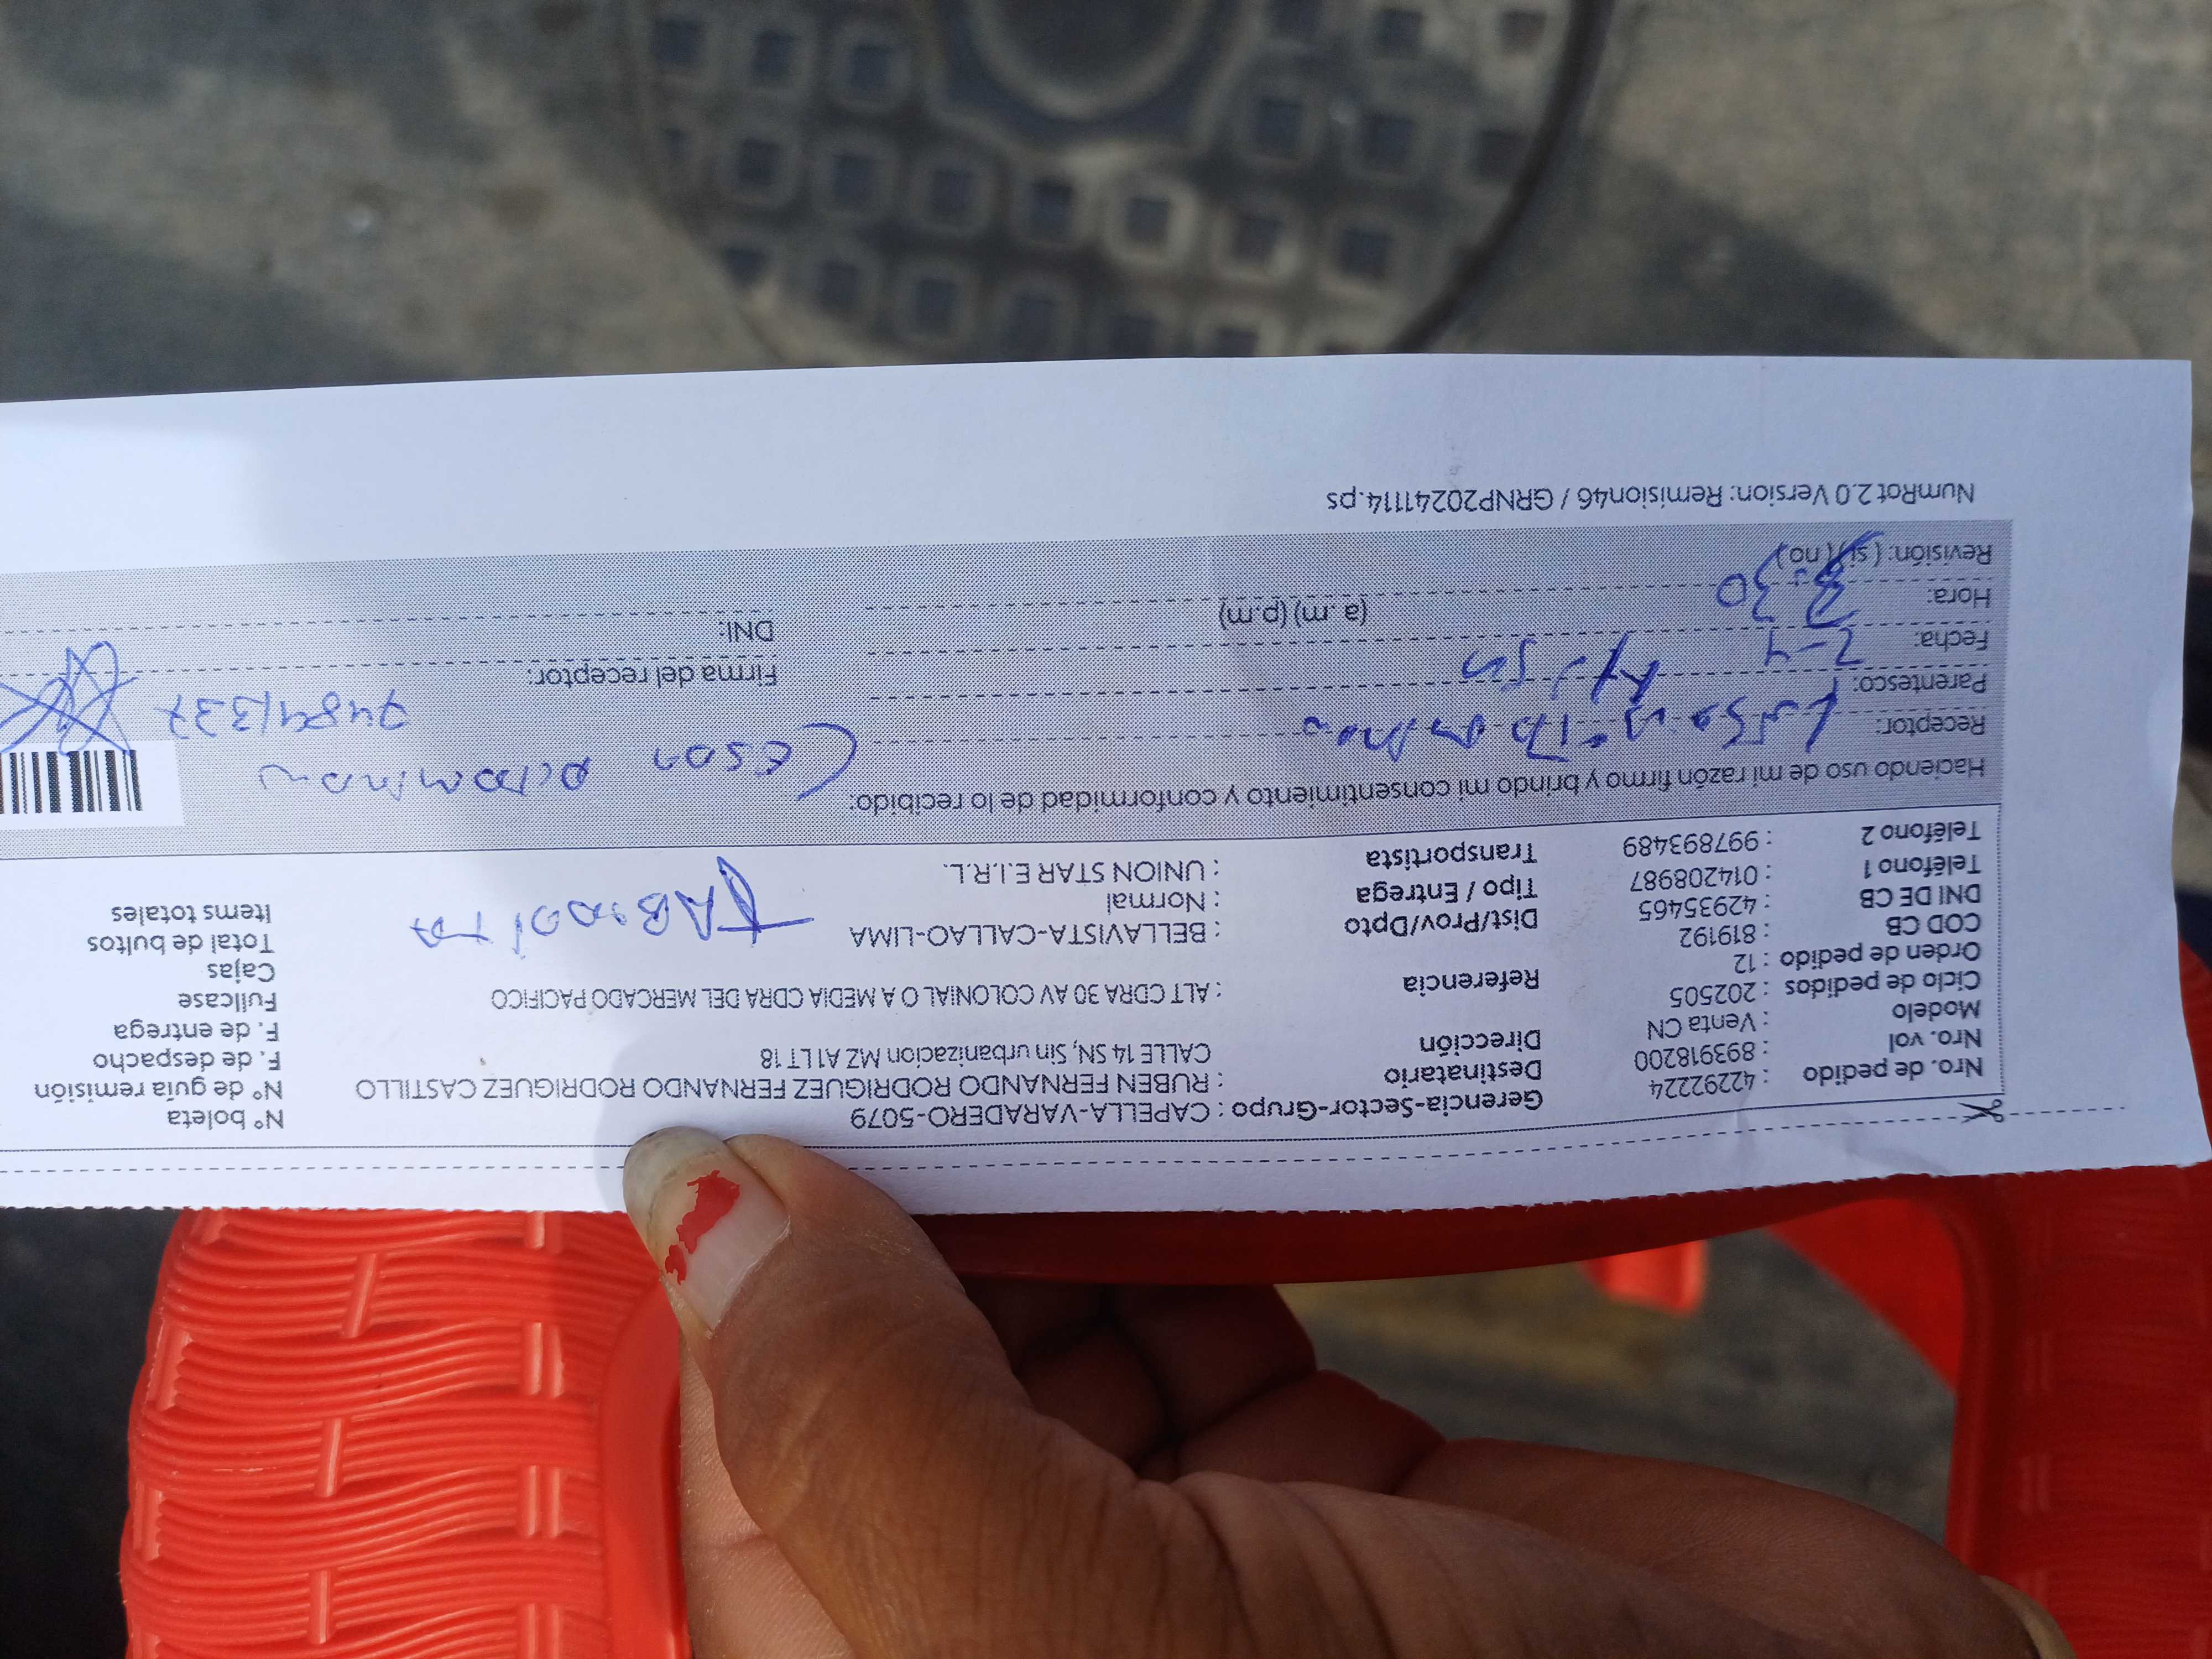 Nro. de pedido : 42292224
Nro. vol : 893918200
Modelo : Venta CN
Ciclo de pedidos : 202505
Orden de pedido : 12
COD CB : 819192
DNI DE CB : 42935465
Teléfono 1 : 014208987
Teléfono 2 : 997893489
Gerencia-Sector-Grupo : CAPELLA-VARADERO-5079
Destinatario : RUBEN FERNANDO RODRIGUEZ FERNANDO RODRIGUEZ CASTILLO
Dirección CALLE 14 SN, Sin urbanizacion MZ A1 LT 18
Referencia : ALT CDRA 30 AV COLONIAL O A MEDIA CDRA DEL MERCADO PACIFICO
Dist/Prov/Dpto : BELLAVISTA-CALLAO-LIMA
Tipo / Entrega : Normal
Transportista : UNION STAR E.I.R.L.
N° boleta
N° de guía remisión
F. de despacho
F. de entrega
Fullcase
Cajas
Total de bultos
Items totales
Haciendo uso de mi razón firmo y brindo mi consentimiento y conformidad de lo recibido:
Receptor:
Parentesco:
Fecha: 2-4
Hora: 3:30 (a.m) (p.m)
Revisión: (si) (no)
74841337
Firma del receptor:
DNI:
NumRot 2.0 Version: Remision46 / GRNP20241114.ps